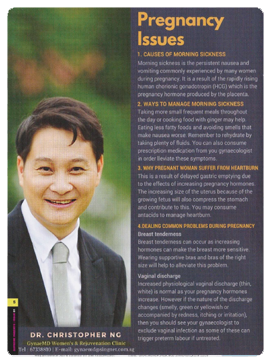 Pregnancy
Issues
1. CAUSES OF MORNING SICKNESS
Morning sickness is the persistent nausea and
vomiting commonly experienced by many women
during pregnancy. It is a result of the rapidly rising
human chorionic gonadotropin (HCG) which is the
pregnancy hormone produced by the placenta.
2. WAYS TO MANAGE MORNING SICKNESS
Taking more small frequent meals throughout
the day or cooking food with ginger may help.
Eating less fatty foods and avoiding smells that
make nausea worse. Remember to rehydrate by
taking plenty of fluids. You can also consume
prescription medication from you gynaecologist
in order lleviate these symptoms.
3. WHY PREGNANT WOMAN SUFFER FROM HEARTBURN
This is a result of delayed gastric emptying due
to the effects of increasing pregnancy hormones.
The increasing size of the uterus because of the
growing fetus will also compress the stomach
and contribute to this. You may consume
antacids to manage heartburn.
4.DEALING COMMON PROBLEMS DURING PREGNANCY
Breast tenderness
Breast tenderness can occur as increasing
hormones can make the breast more sensitive.
Wearing supportive bras and bras of the right
size will help to alleviate this problem.
Vaginal discharge
Increased physiological vaginal discharge (thin,
white) is normal as your pregnancy hormones
increase. However if the nature of the discharge
changes (smelly, green or yellowish or
accompanied by redness, itching or irritation),
then you should see your gynaecologist to
exclude vaginal infection as some of these can
trigger preterm labour if untreated.
DR. CHRISTOPHER NG
GynaeMD Women's & Rejuvenation Clinic